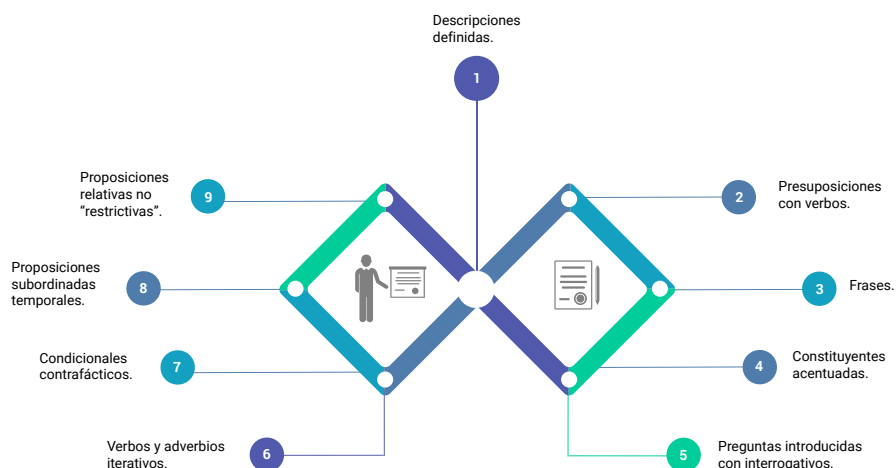 Descripciones
definidas.
1
2
Presuposiciones
con verbos.
3
Frases.
4
Constituyentes
acentuadas.
5
Preguntas introducidas
con interrogativos.
6
Verbos y adverbios
iterativos.
7
Condicionales
contrafácticos.
8
Proposiciones
subordinadas
temporales.
9
Proposiciones
relativas no
“restrictivas”.